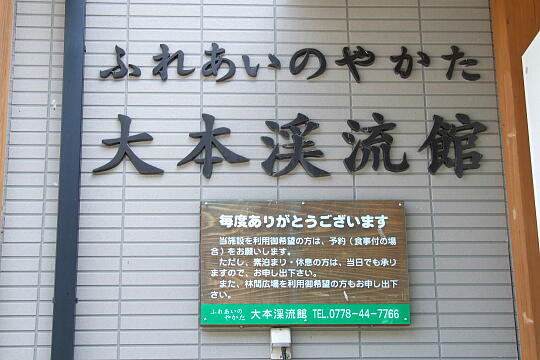 ふれあいのやかた
大本渓流館
毎度ありがとうございます
当施設を利用御希望の方は、予約（食事付の場
合）をお願いします。
ただし、素泊まり・休息の方は、当日でも承り
ますので、お申し出下さい。
また、林間広場を利用御希望の方もお申し出下
さい。
ふれあいの
やかた 大本渓流館 TEL.0778-44-7766